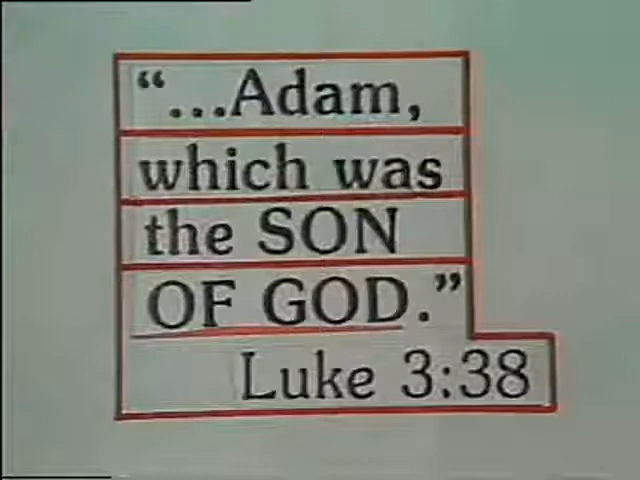 “...Adam,
which was
the SON
OF GOD.”
Luke 3:38